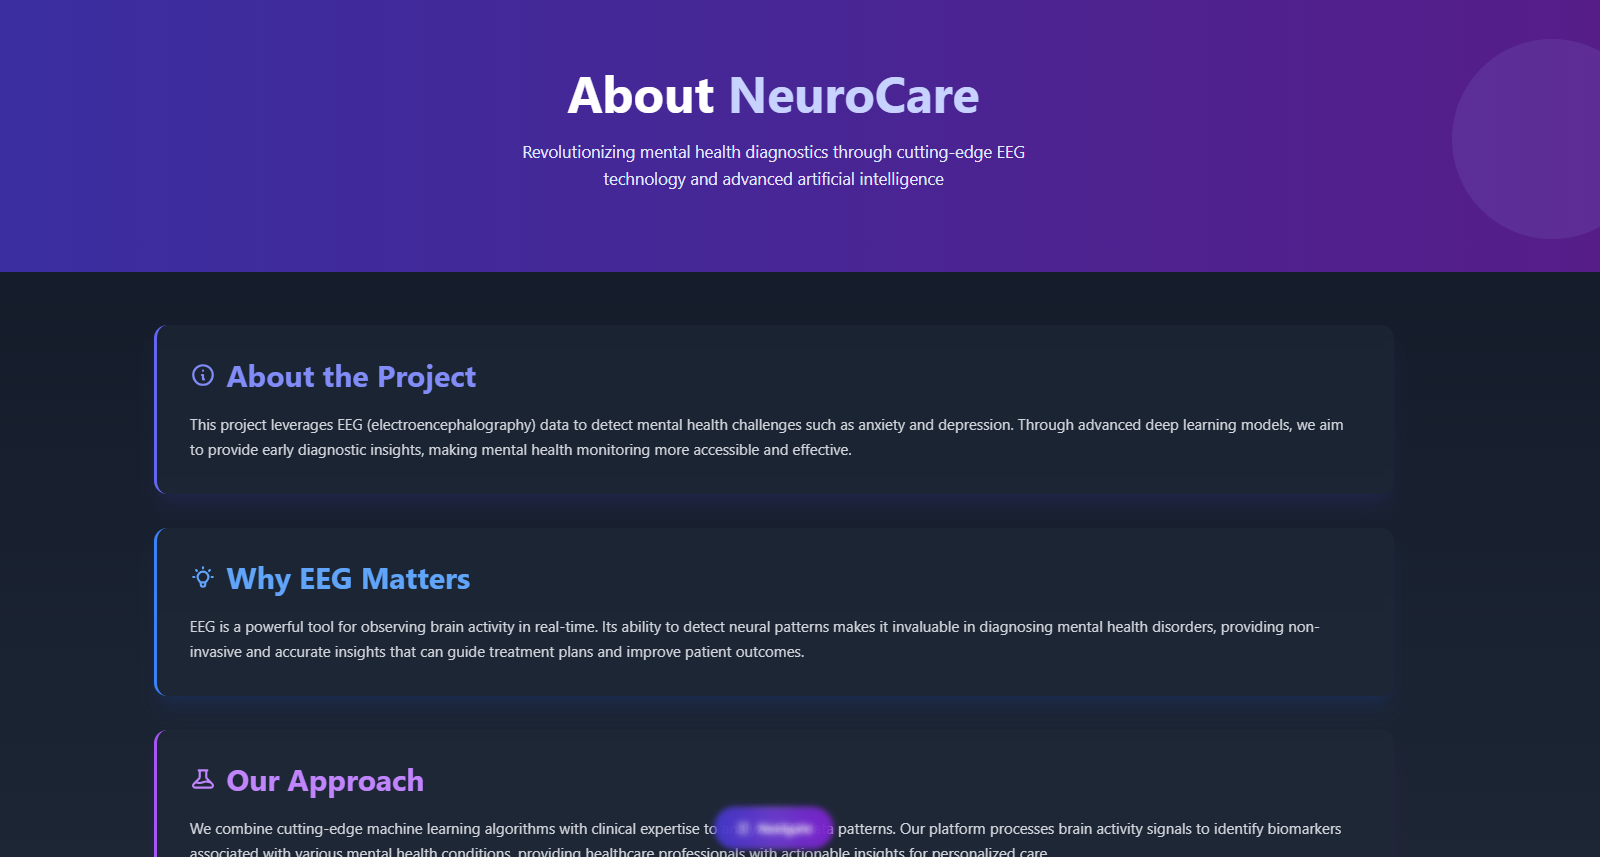 About NeuroCare
Revolutionizing mental health diagnostics through cutting-edge EEG
technology and advanced artificial intelligence
About the Project
This project leverages EEG (electroencephalography) data to detect mental health challenges such as anxiety and depression. Through advanced deep learning models, we aim
to provide early diagnostic insights, making mental health monitoring more accessible and effective.
Why EEG Matters
EEG is a powerful tool for observing brain activity in real-time. Its ability to detect neural patterns makes it invaluable in diagnosing mental health disorders, providing non-
invasive and accurate insights that can guide treatment plans and improve patient outcomes.
Our Approach
We combine cutting-edge machine learning algorithms with clinical expertise to patterns. Our platform processes brain activity signals to identify biomarkers
associated with various mental health conditions, providing healthcare professionals with actionable insights for personalized care.